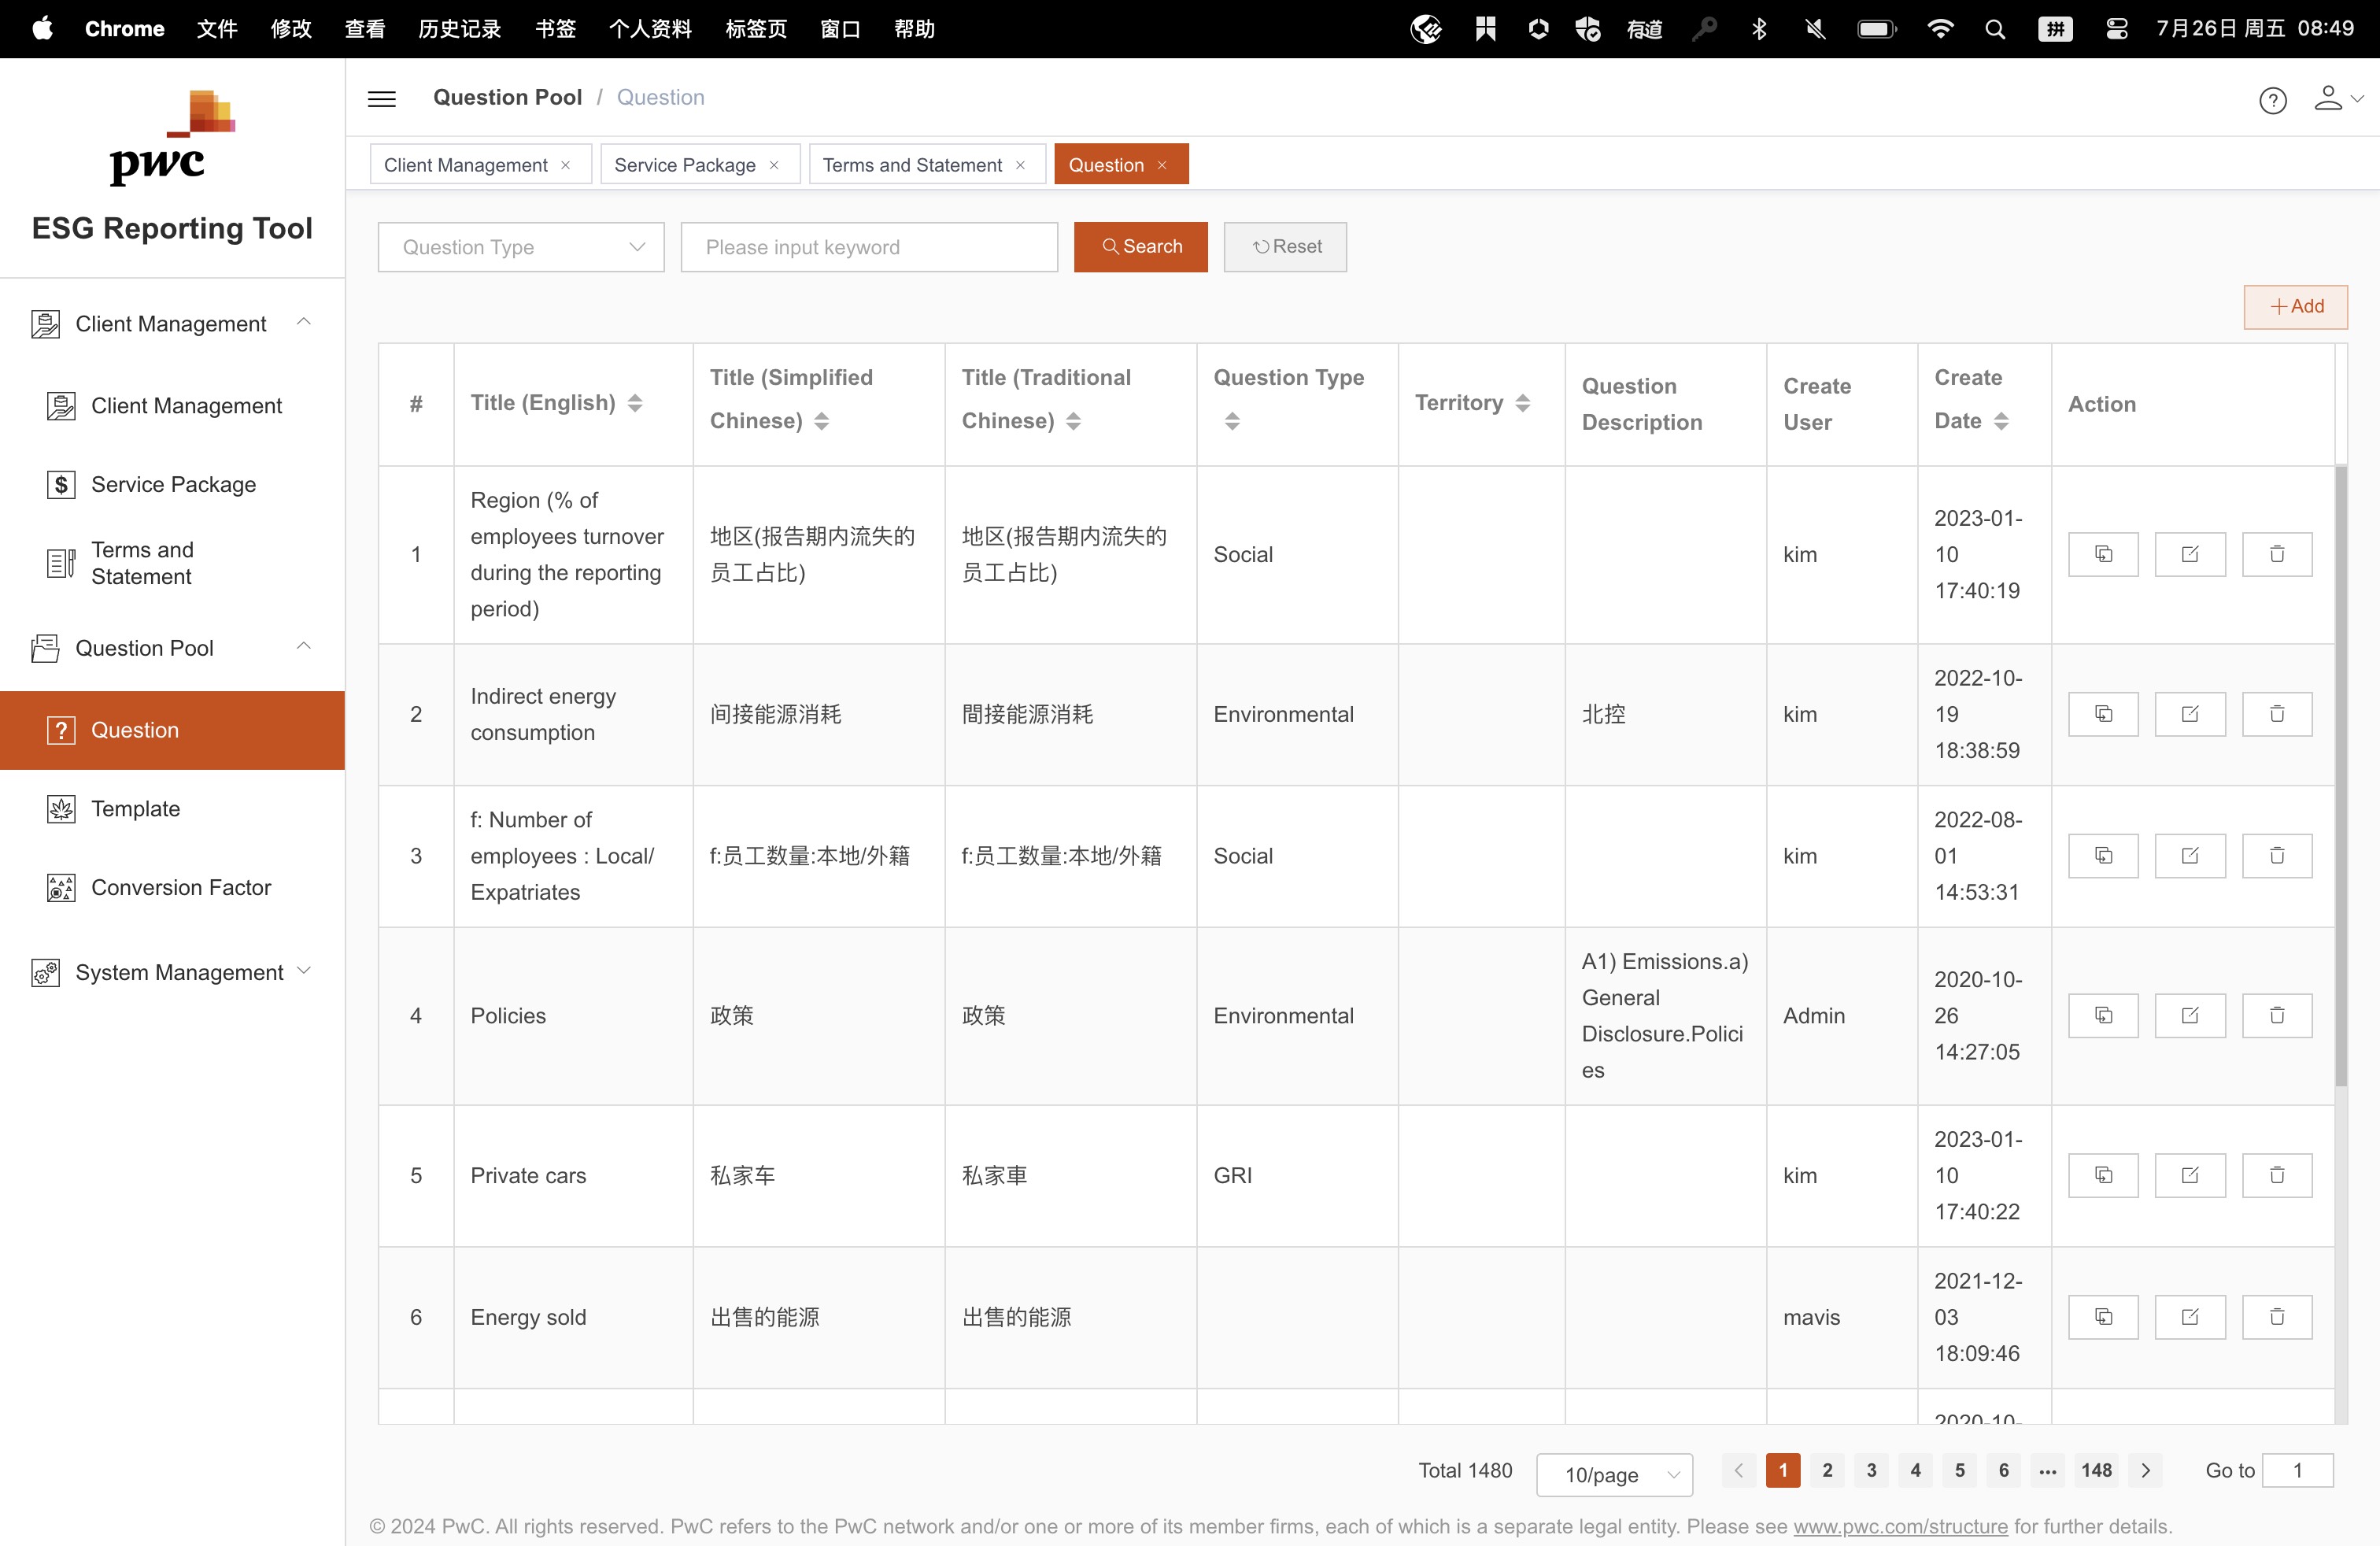 Chrome 文件 修改 查看 历史记录 书签 个人资料 标签页 窗口 帮助 有道 拼 7月26日 周五 08:49
pwc
ESG Reporting Tool
Client Management
Client Management
Service Package
Terms and
Statement
Question Pool
Question
Template
Conversion Factor
System Management
Question Pool / Question
Client Management × Service Package × Terms and Statement × Question ×
Question Type Please input keyword Search Reset
+ Add
# Title (English) Title (Simplified Title (Traditional Question Type Territory Question Create Create Action
Chinese) Chinese) Description User Date
Region (% of
employees turnover
during the reporting
period)
1 地区(报告期内流失的
员工占比) 地区(报告期内流失的
员工占比) Social kim 2023-01-
10
17:40:19
2 Indirect energy
consumption 间接能源消耗 間接能源消耗 Environmental 北控 kim 2022-10-
19
18:38:59
3 f: Number of
employees : Local/
Expatriates f:员工数量:本地/外籍 f:员工数量:本地/外籍 Social kim 2022-08-
01
14:53:31
4 Policies 政策 政策 Environmental A1) Emissions.a)
General
Disclosure.Polici
es Admin 2020-10-
26
14:27:05
5 Private cars 私家车 私家車 GRI kim 2023-01-
10
17:40:22
6 Energy sold 出售的能源 出售的能源 mavis 2021-12-
03
18:09:46
2020-10-
Total 1480 10/page 1 2 3 4 5 6 ••• 148 Go to 1
© 2024 PwC. All rights reserved. PwC refers to the PwC network and/or one or more of its member firms, each of which is a separate legal entity. Please see www.pwc.com/structure for further details.